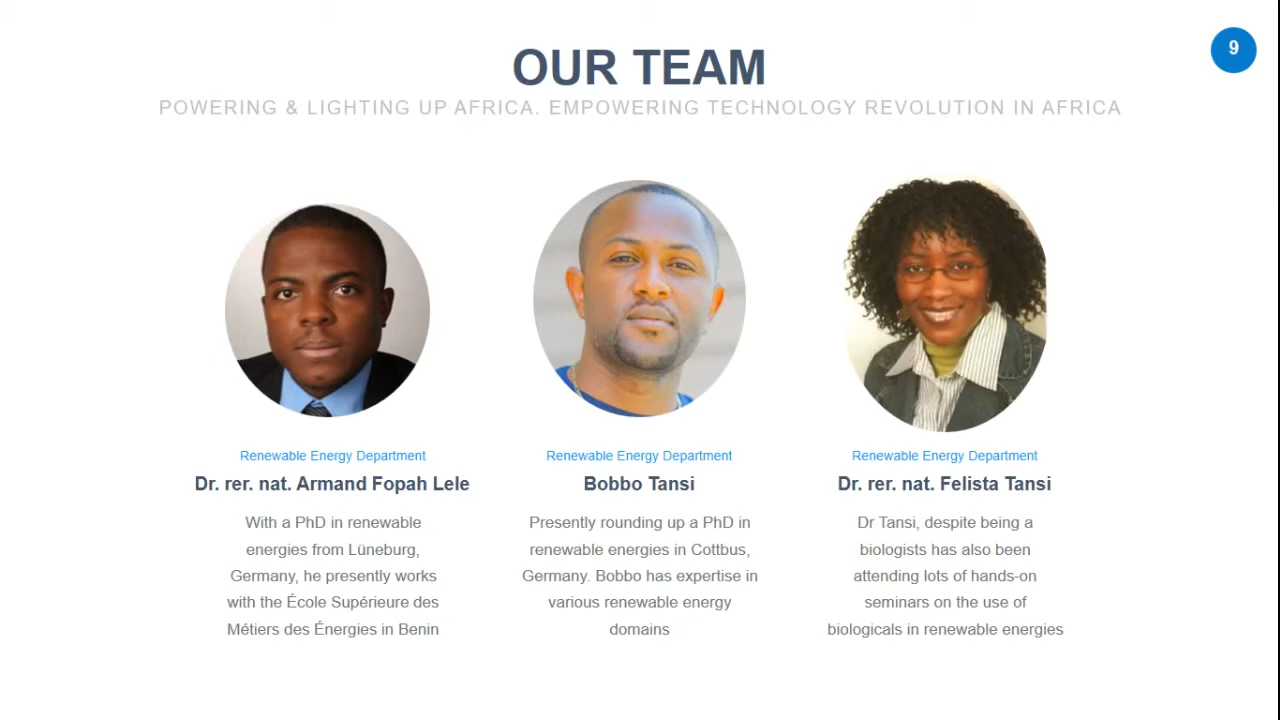 9
OUR TEAM
POWERING & LIGHTING UP AFRICA. EMPOWERING TECHNOLOGY REVOLUTION IN AFRICA
Renewable Energy Department
Dr. rer. nat. Armand Fopah Lele
With a PhD in renewable
energies from Lüneburg,
Germany, he presently works
with the École Supérieure des
Métiers des Énergies in Benin
Renewable Energy Department
Bobbo Tansi
Presently rounding up a PhD in
renewable energies in Cottbus,
Germany. Bobbo has expertise in
various renewable energy
domains
Renewable Energy Department
Dr. rer. nat. Felista Tansi
Dr Tansi, despite being a
biologists has also been
attending lots of hands-on
seminars on the use of
biologicals in renewable energies